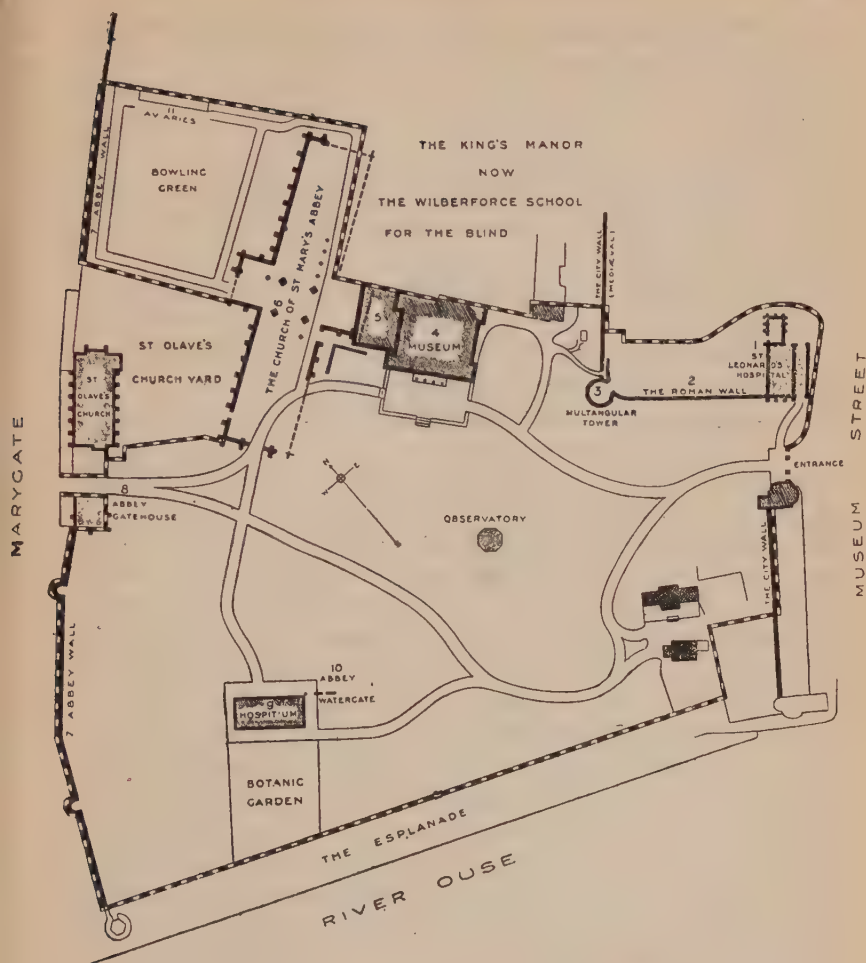 11
AVARIES
7 ABBEY WALL
BOWLING
GREEN
THE KING'S MANOR
NOW
THE WILBERFORCE SCHOOL
FOR THE BLIND
THE CHURCH OF ST MARY'S ABBEY
6
THE CITY WALL
(MEDIÆVAL)
5
4
MUSEUM
ST OLAVE'S
CHURCH YARD
ST
OLAVE'S
CHURCH
1
ST
LEONARD'S
HOSPITAL
2
THE ROMAN WALL
3
MULTANGULAR
TOWER
MARYGATE
MUSEUM STREET
ENTRANCE
N
E
W
8
ABBEY
GATEHOUSE
OBSERVATORY
THE CITY WALL
7 ABBEY WALL
10
ABBEY
WATERGATE
9
HOSPITIUM
BOTANIC
GARDEN
THE ESPLANADE
RIVER OUSE